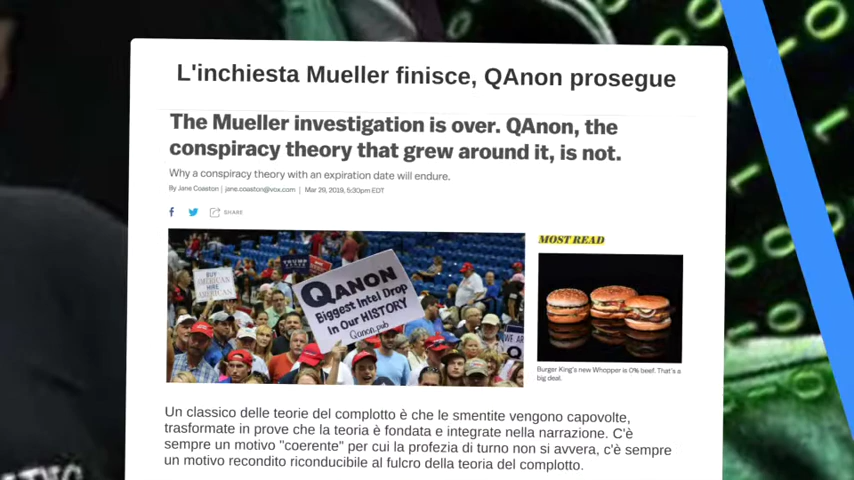 L'inchiesta Mueller finisce, QAnon prosegue
The Mueller investigation is over. QAnon, the
conspiracy theory that grew around it, is not.
Why a conspiracy theory with an expiration date will endure.
By Jane Coaston | jane.coaston@vox.com | Mar 29, 2019, 5:30pm EDT
SHARE
MOST READ
TRUMP
BUY
AMERICAN
HIRE
AMERICAN
QANON
Biggest Intel Drop
In Our HISTORY
Qanon.pub
WE AR
Burger King's new Whopper is 0% beef. That's a
big deal.
Un classico delle teorie del complotto è che le smentite vengono capovolte,
trasformate in prove che la teoria è fondata e integrate nella narrazione. C'è
sempre un motivo "coerente" per cui la profezia di turno non si avvera, c'è sempre
un motivo recondito riconducibile al fulcro della teoria del complotto.